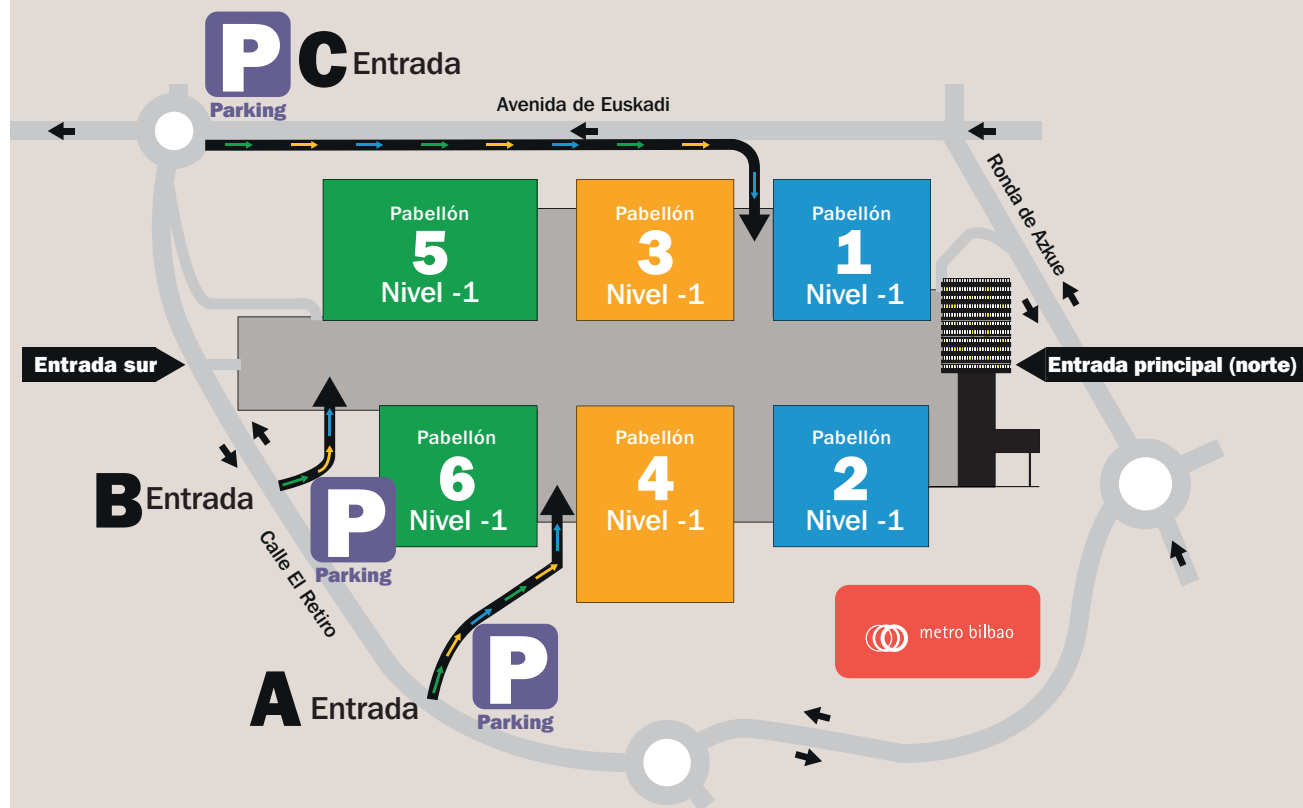 P C Entrada
Parking
Avenida de Euskadi
Ronda de Azkue
Pabellón
5
Nivel -1
Pabellón
3
Nivel -1
Pabellón
1
Nivel -1
Entrada sur
Entrada principal (norte)
Pabellón
6
Nivel -1
Pabellón
4
Nivel -1
Pabellón
2
Nivel -1
B Entrada
P
Parking
Calle El Retiro
metro bilbao
A Entrada
P
Parking